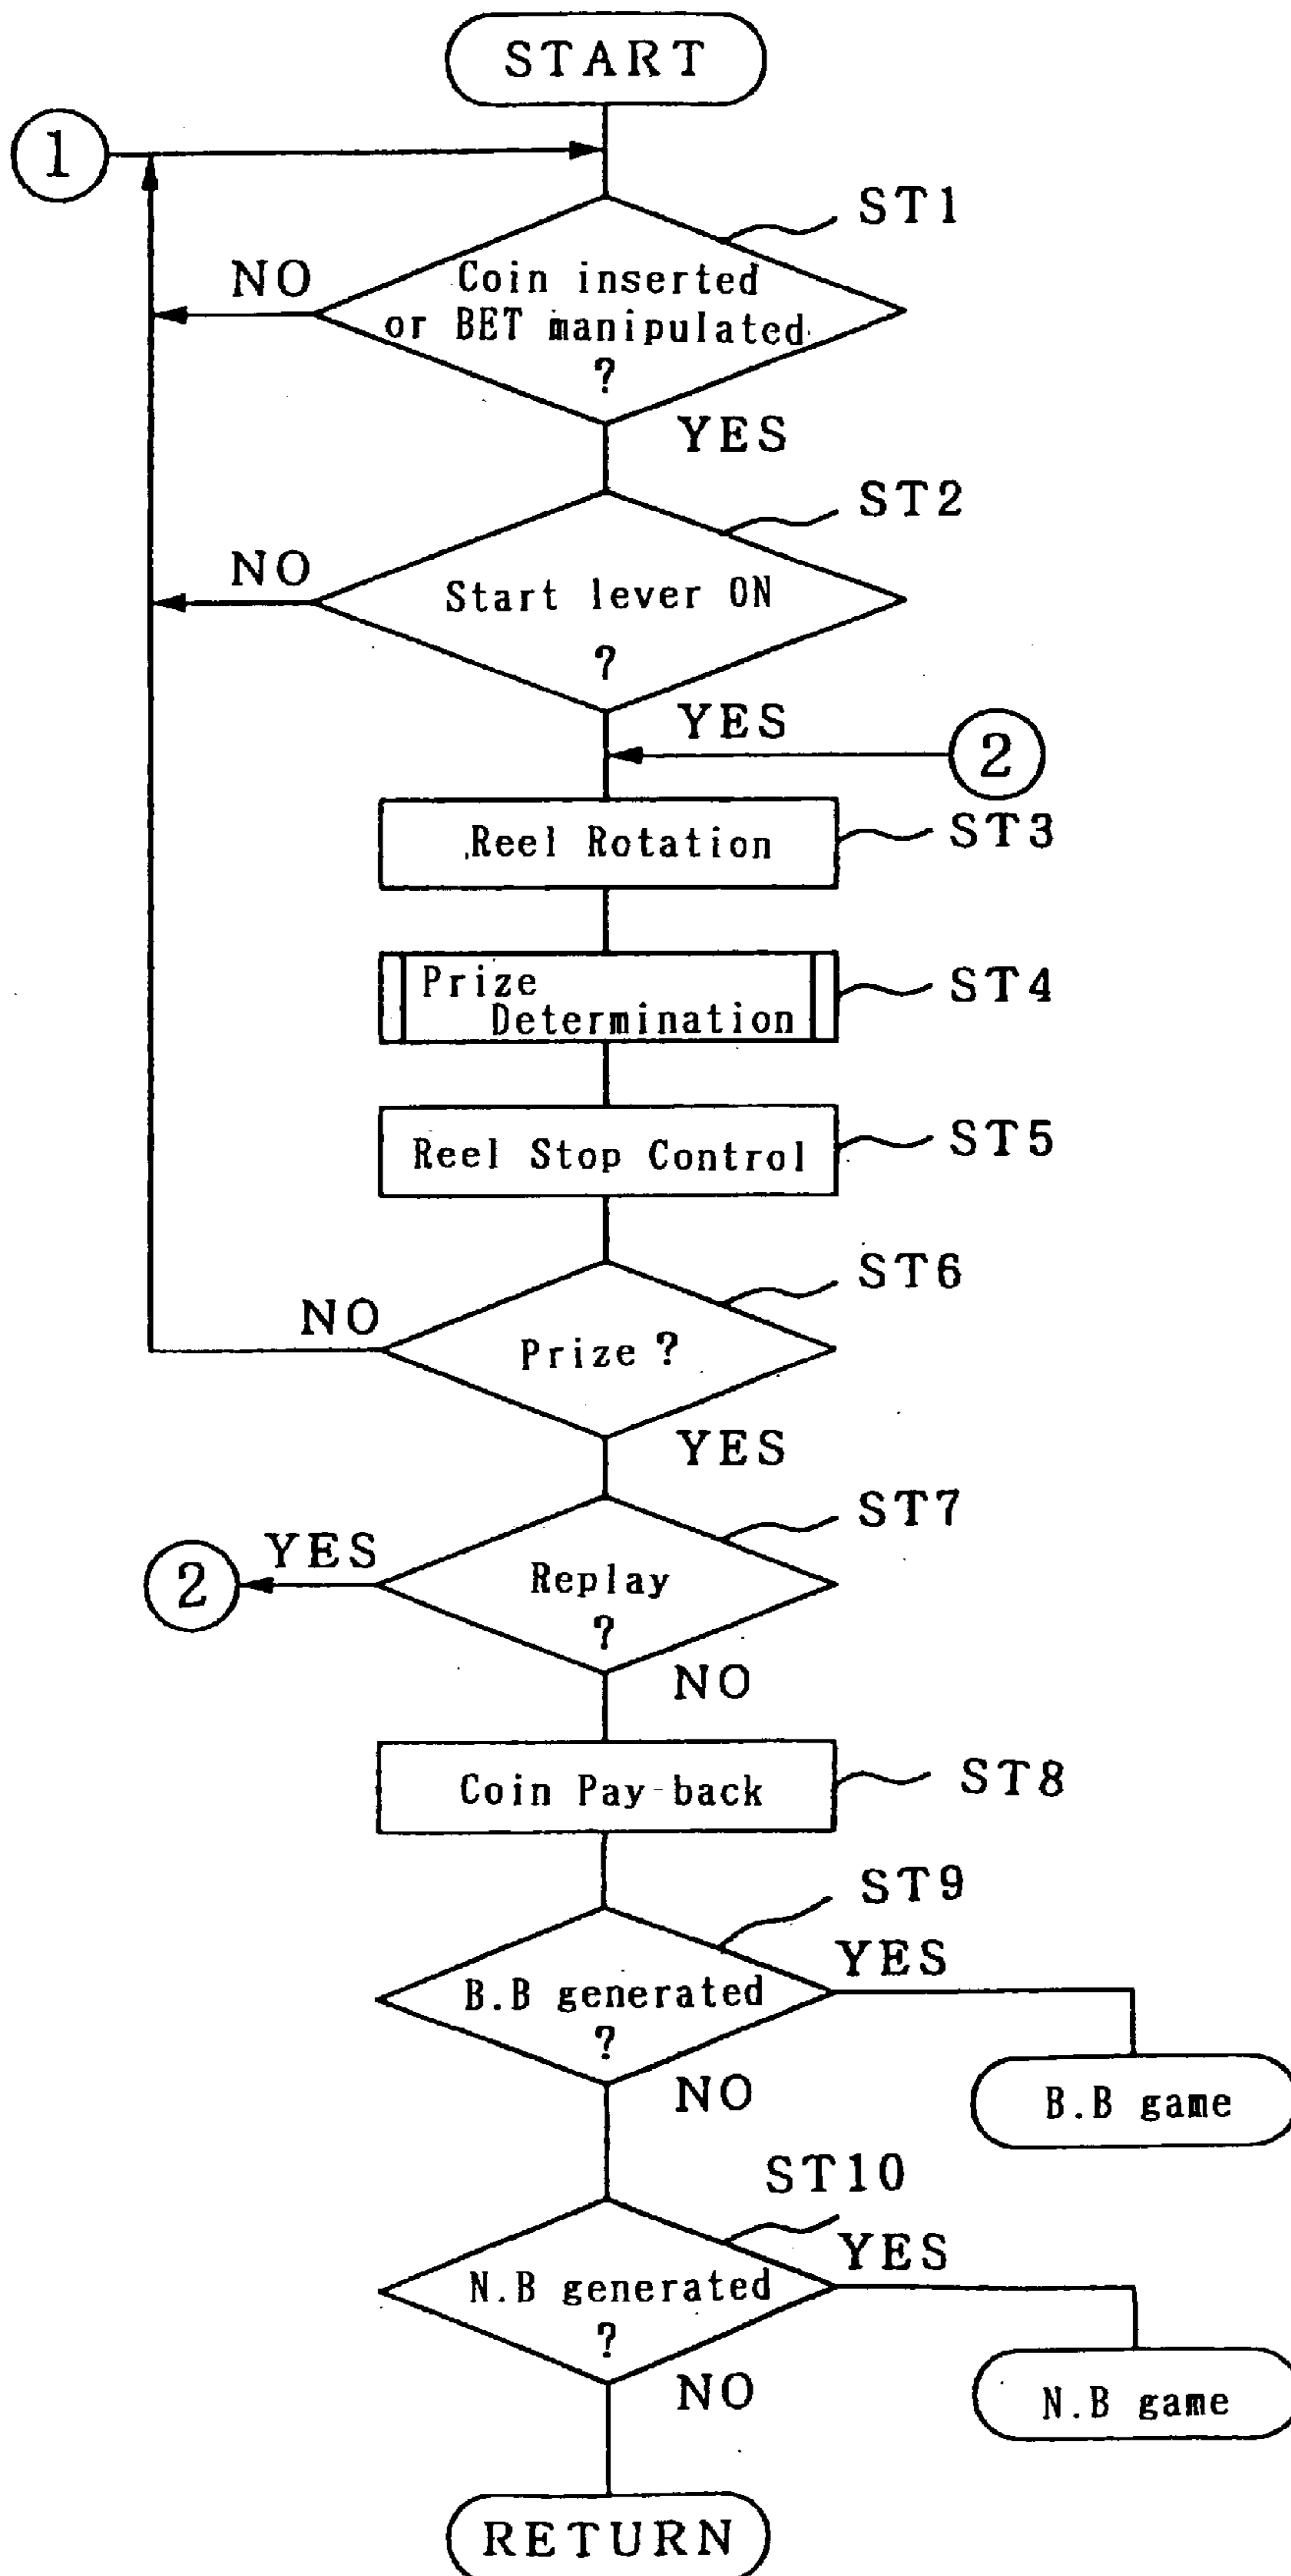 START
1
ST1
NO
Coin inserted
or BET manipulated
?
YES
ST2
NO
Start lever ON
?
YES
2
Reel Rotation
ST3
Prize
Determination
ST4
Reel Stop Control
ST5
ST6
NO
Prize ?
YES
ST7
YES
2
Replay
?
NO
Coin Pay-back
ST8
ST9
YES
B.B generated
?
NO
B.B game
ST10
YES
N.B generated
?
NO
N.B game
RETURN